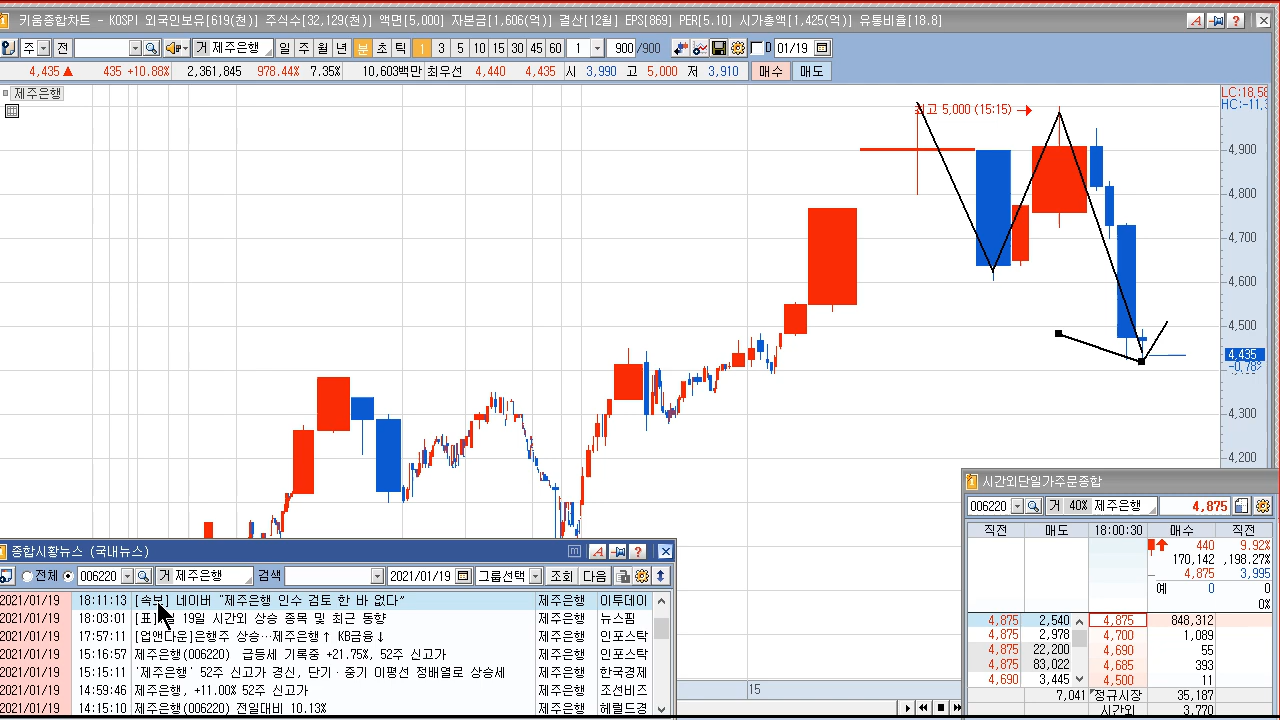 키움종합차트 - KOSPI 외국인보유[619(천)] 주식수[32,129(천)] 액면[5,000] 자본금[1,606(억)] 결산[12월] EPS[869] PER[5.10] 시가총액[1,425(억)] 유통비율[18.8]
주 전 거 제주은행 일 주 월 년 분 초 틱 1 3 5 10 15 30 45 60 1 900 /900 D 01/19
4,435 ▲ 435 +10.88% 2,361,845 978.44% 7.35% 10,603백만 최우선 4,440 4,435 시 3,990 고 5,000 저 3,910 매수 매도
제주은행
LC:18,58
HC:-11,3
최고 5,000 (15:15) →
4,900
4,800
4,700
4,600
4,500
4,435
-0,78%
4,300
4,200
15
시간외단일가주문종합
006220 거 40% 제주은행 4,875
직전 매도 18:00:30 매수 직전
440 9.92%
170,142 ,198.27%
4,875 3,995
예 0 0
0%
4,875 2,540 4,875 848,312
4,875 2,978 4,700 1,089
4,875 22,200 4,690 55
4,875 83,022 4,685 393
4,690 3,445 4,500 11
7,041 정규시장 35,187
시간외 3,770
종합시황뉴스 (국내뉴스)
전체 006220 거 제주은행 검색 2021/01/19 그룹선택 조회 다음
2021/01/19 18:11:13 [속보] 네이버 "제주은행 인수 검토 한 바 없다" 제주은행 이투데이
2021/01/19 18:03:01 [표] 19일 시간외 상승 종목 및 최근 동향 제주은행 뉴스핌
2021/01/19 17:57:11 [업앤다운]은행주 상승…제주은행↑ KB금융↓ 제주은행 인포스탁
2021/01/19 15:16:57 제주은행(006220) 급등세 기록중 +21.75%, 52주 신고가 제주은행 인포스탁
2021/01/19 15:15:11 '제주은행' 52주 신고가 경신, 단기·중기 이평선 정배열로 상승세 제주은행 한국경제
2021/01/19 14:59:46 제주은행, +11.00% 52주 신고가 제주은행 조선비즈
2021/01/19 14:15:10 제주은행(006220) 전일대비 10.13% 제주은행 헤럴드경